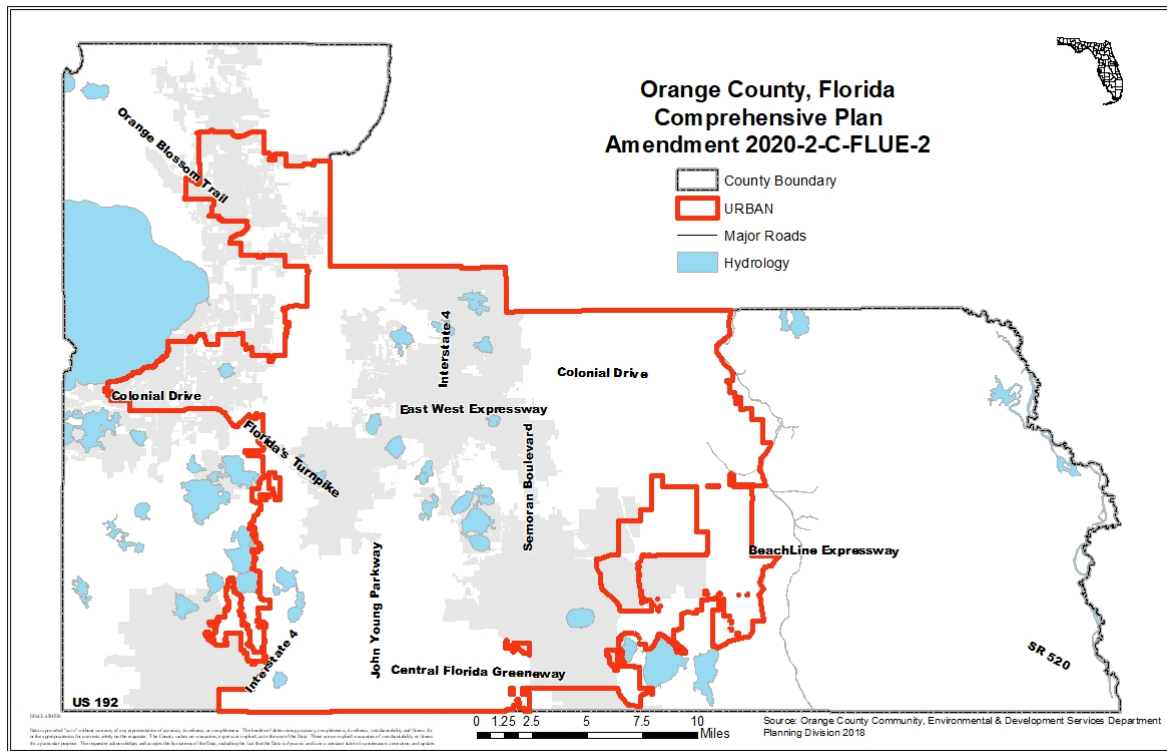 Orange County, Florida
Comprehensive Plan
Amendment 2020-2-C-FLUE-2
County Boundary
URBAN
Major Roads
Hydrology
Orange Blossom Trail
Interstate 4
Colonial Drive
Colonial Drive
East West Expressway
Florida's Turnpike
Semoran Boulevard
BeachLine Expressway
John Young Parkway
Interstate 4
Central Florida Greeneway
SR 520
US 192
0 1.25 2.5 5 7.5 10
Miles
Source: Orange County Community, Environmental & Development Services Department
Planning Division 2018
DISCLAIMER: